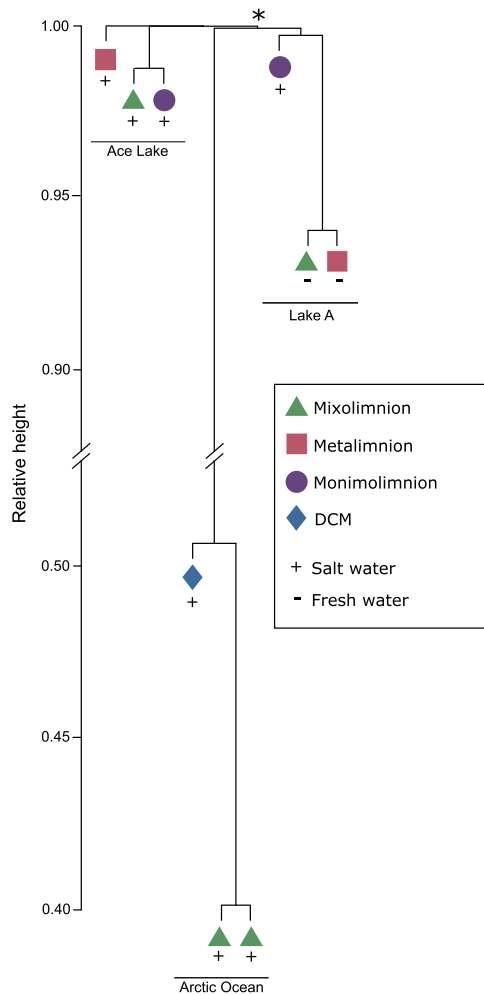 *
1.00
+
+ +
Ace Lake
+
0.95
- -
Lake A
0.90
Relative height
Mixolimnion
Metalimnion
Monimolimnion
DCM
+ Salt water
- Fresh water
0.50
+
0.45
0.40
+ +
Arctic Ocean